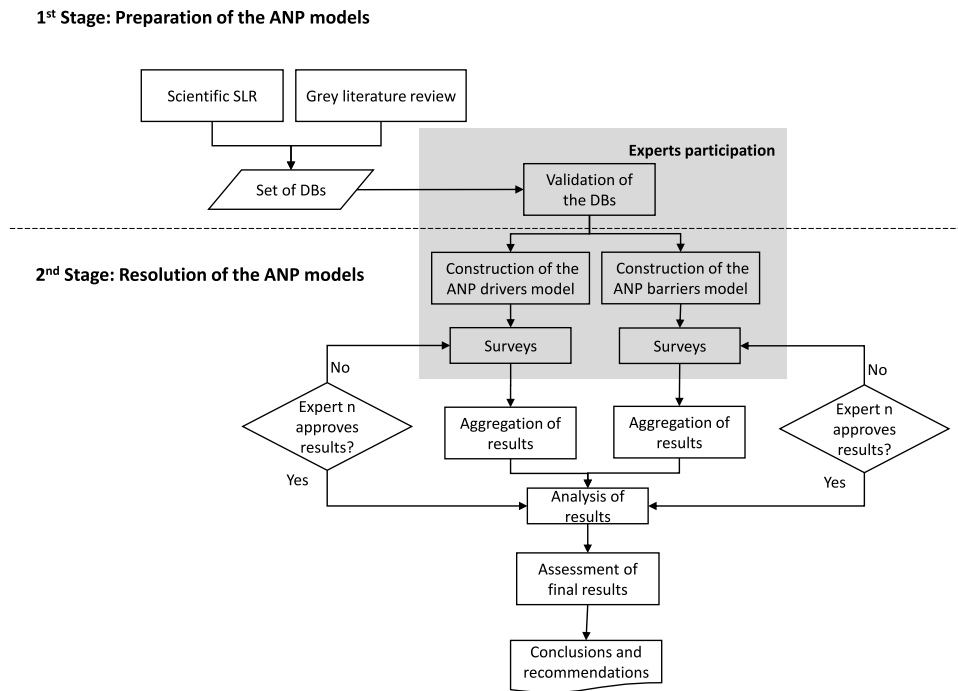 1st Stage: Preparation of the ANP models
Scientific SLR
Grey literature review
Experts participation
Set of DBs
Validation of
the DBs
2nd Stage: Resolution of the ANP models
Construction of the
ANP drivers model
Construction of the
ANP barriers model
Surveys
Surveys
No
No
Expert n
approves
results?
Aggregation of
results
Aggregation of
results
Expert n
approves
results?
Yes
Yes
Analysis of
results
Assessment of
final results
Conclusions and
recommendations